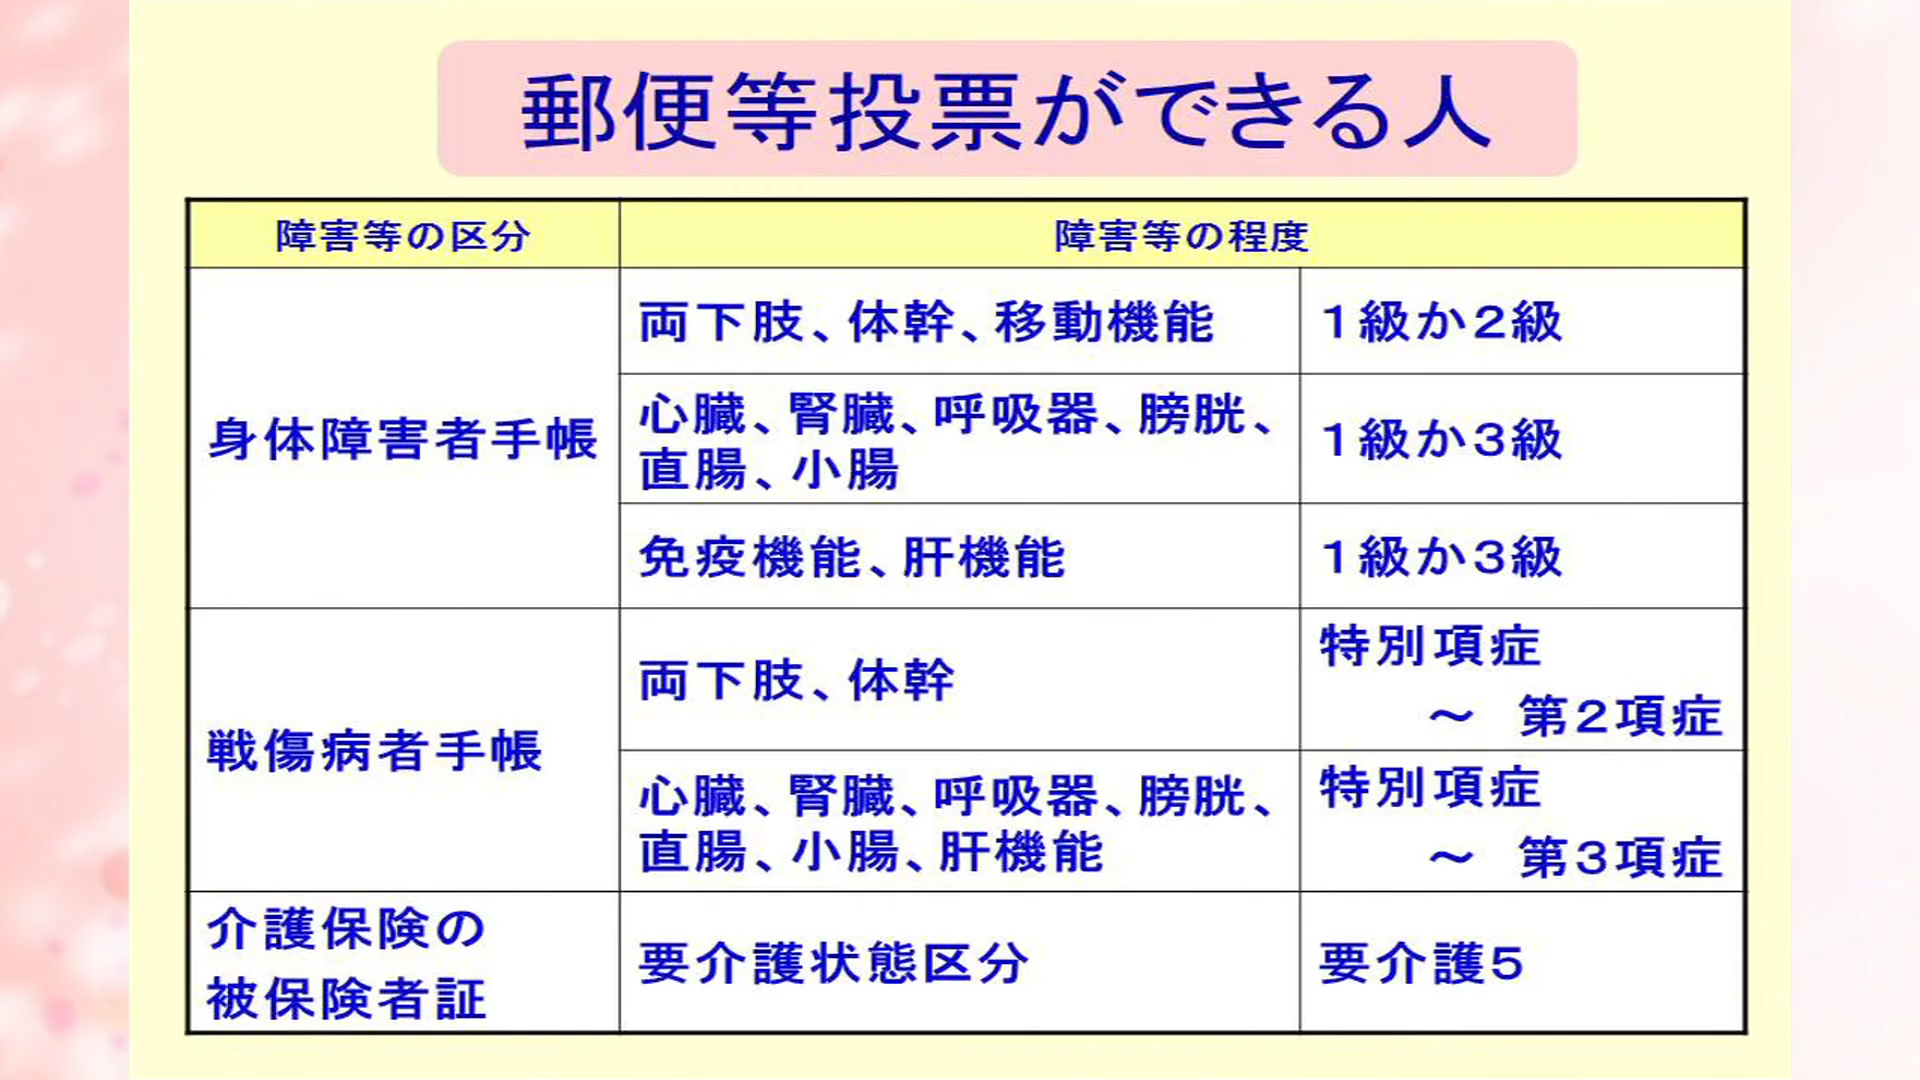 郵便等投票ができる人
障害等の区分
障害等の程度
身体障害者手帳
両下肢、体幹、移動機能
1級か2級
心臓、腎臓、呼吸器、膀胱、
直腸、小腸
1級か3級
免疫機能、肝機能
1級か3級
戦傷病者手帳
両下肢、体幹
特別項症
～ 第2項症
心臓、腎臓、呼吸器、膀胱、
直腸、小腸、肝機能
特別項症
～ 第3項症
介護保険の
被保険者証
要介護状態区分
要介護5